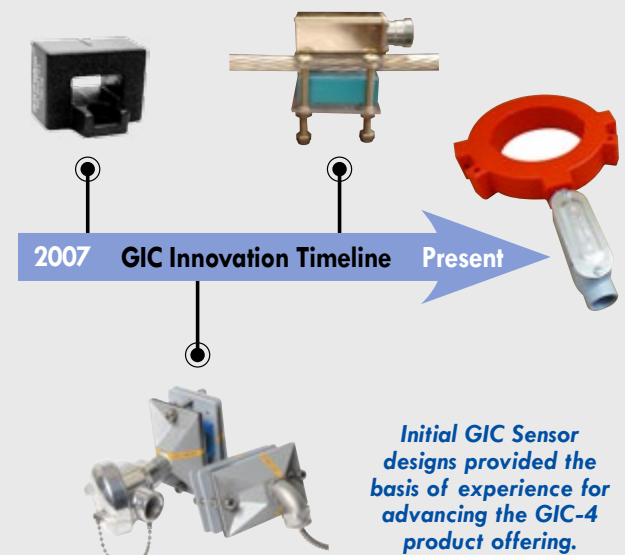 2007 GIC Innovation Timeline Present
Initial GIC Sensor
designs provided the
basis of experience for
advancing the GIC-4
product offering.